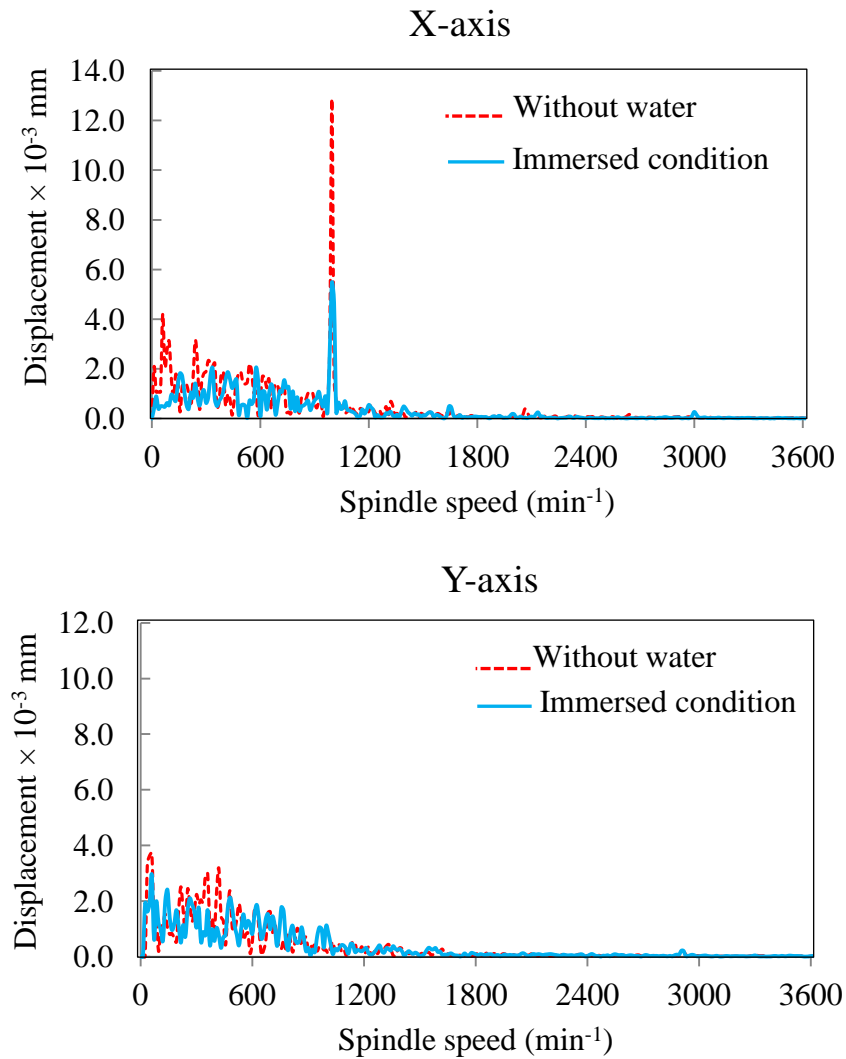 X-axis
14.0
12.0
10.0
8.0
6.0
4.0
2.0
0.0
Displacement × 10⁻³ mm
Without water
Immersed condition
0 600 1200 1800 2400 3000 3600
Spindle speed (min⁻¹)
Y-axis
12.0
10.0
8.0
6.0
4.0
2.0
0.0
Displacement × 10⁻³ mm
Without water
Immersed condition
0 600 1200 1800 2400 3000 3600
Spindle speed (min⁻¹)